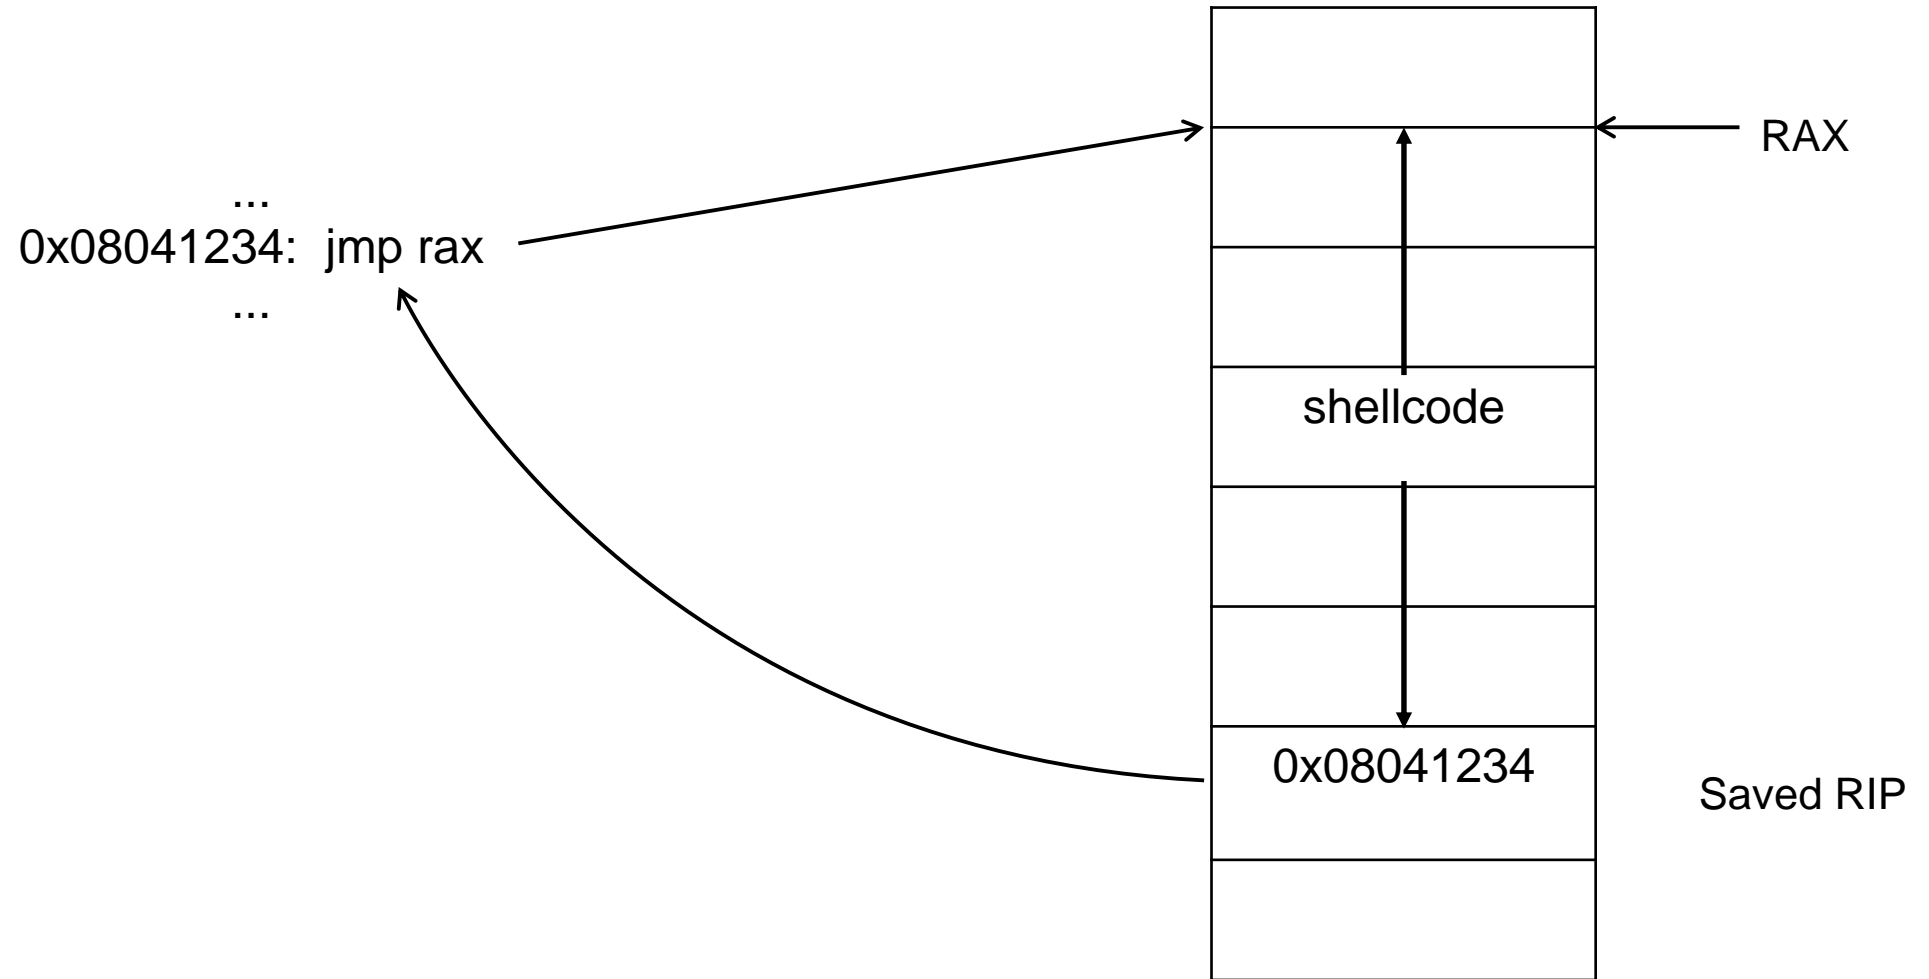 ...
0x08041234: jmp rax
...
RAX
shellcode
0x08041234
Saved RIP